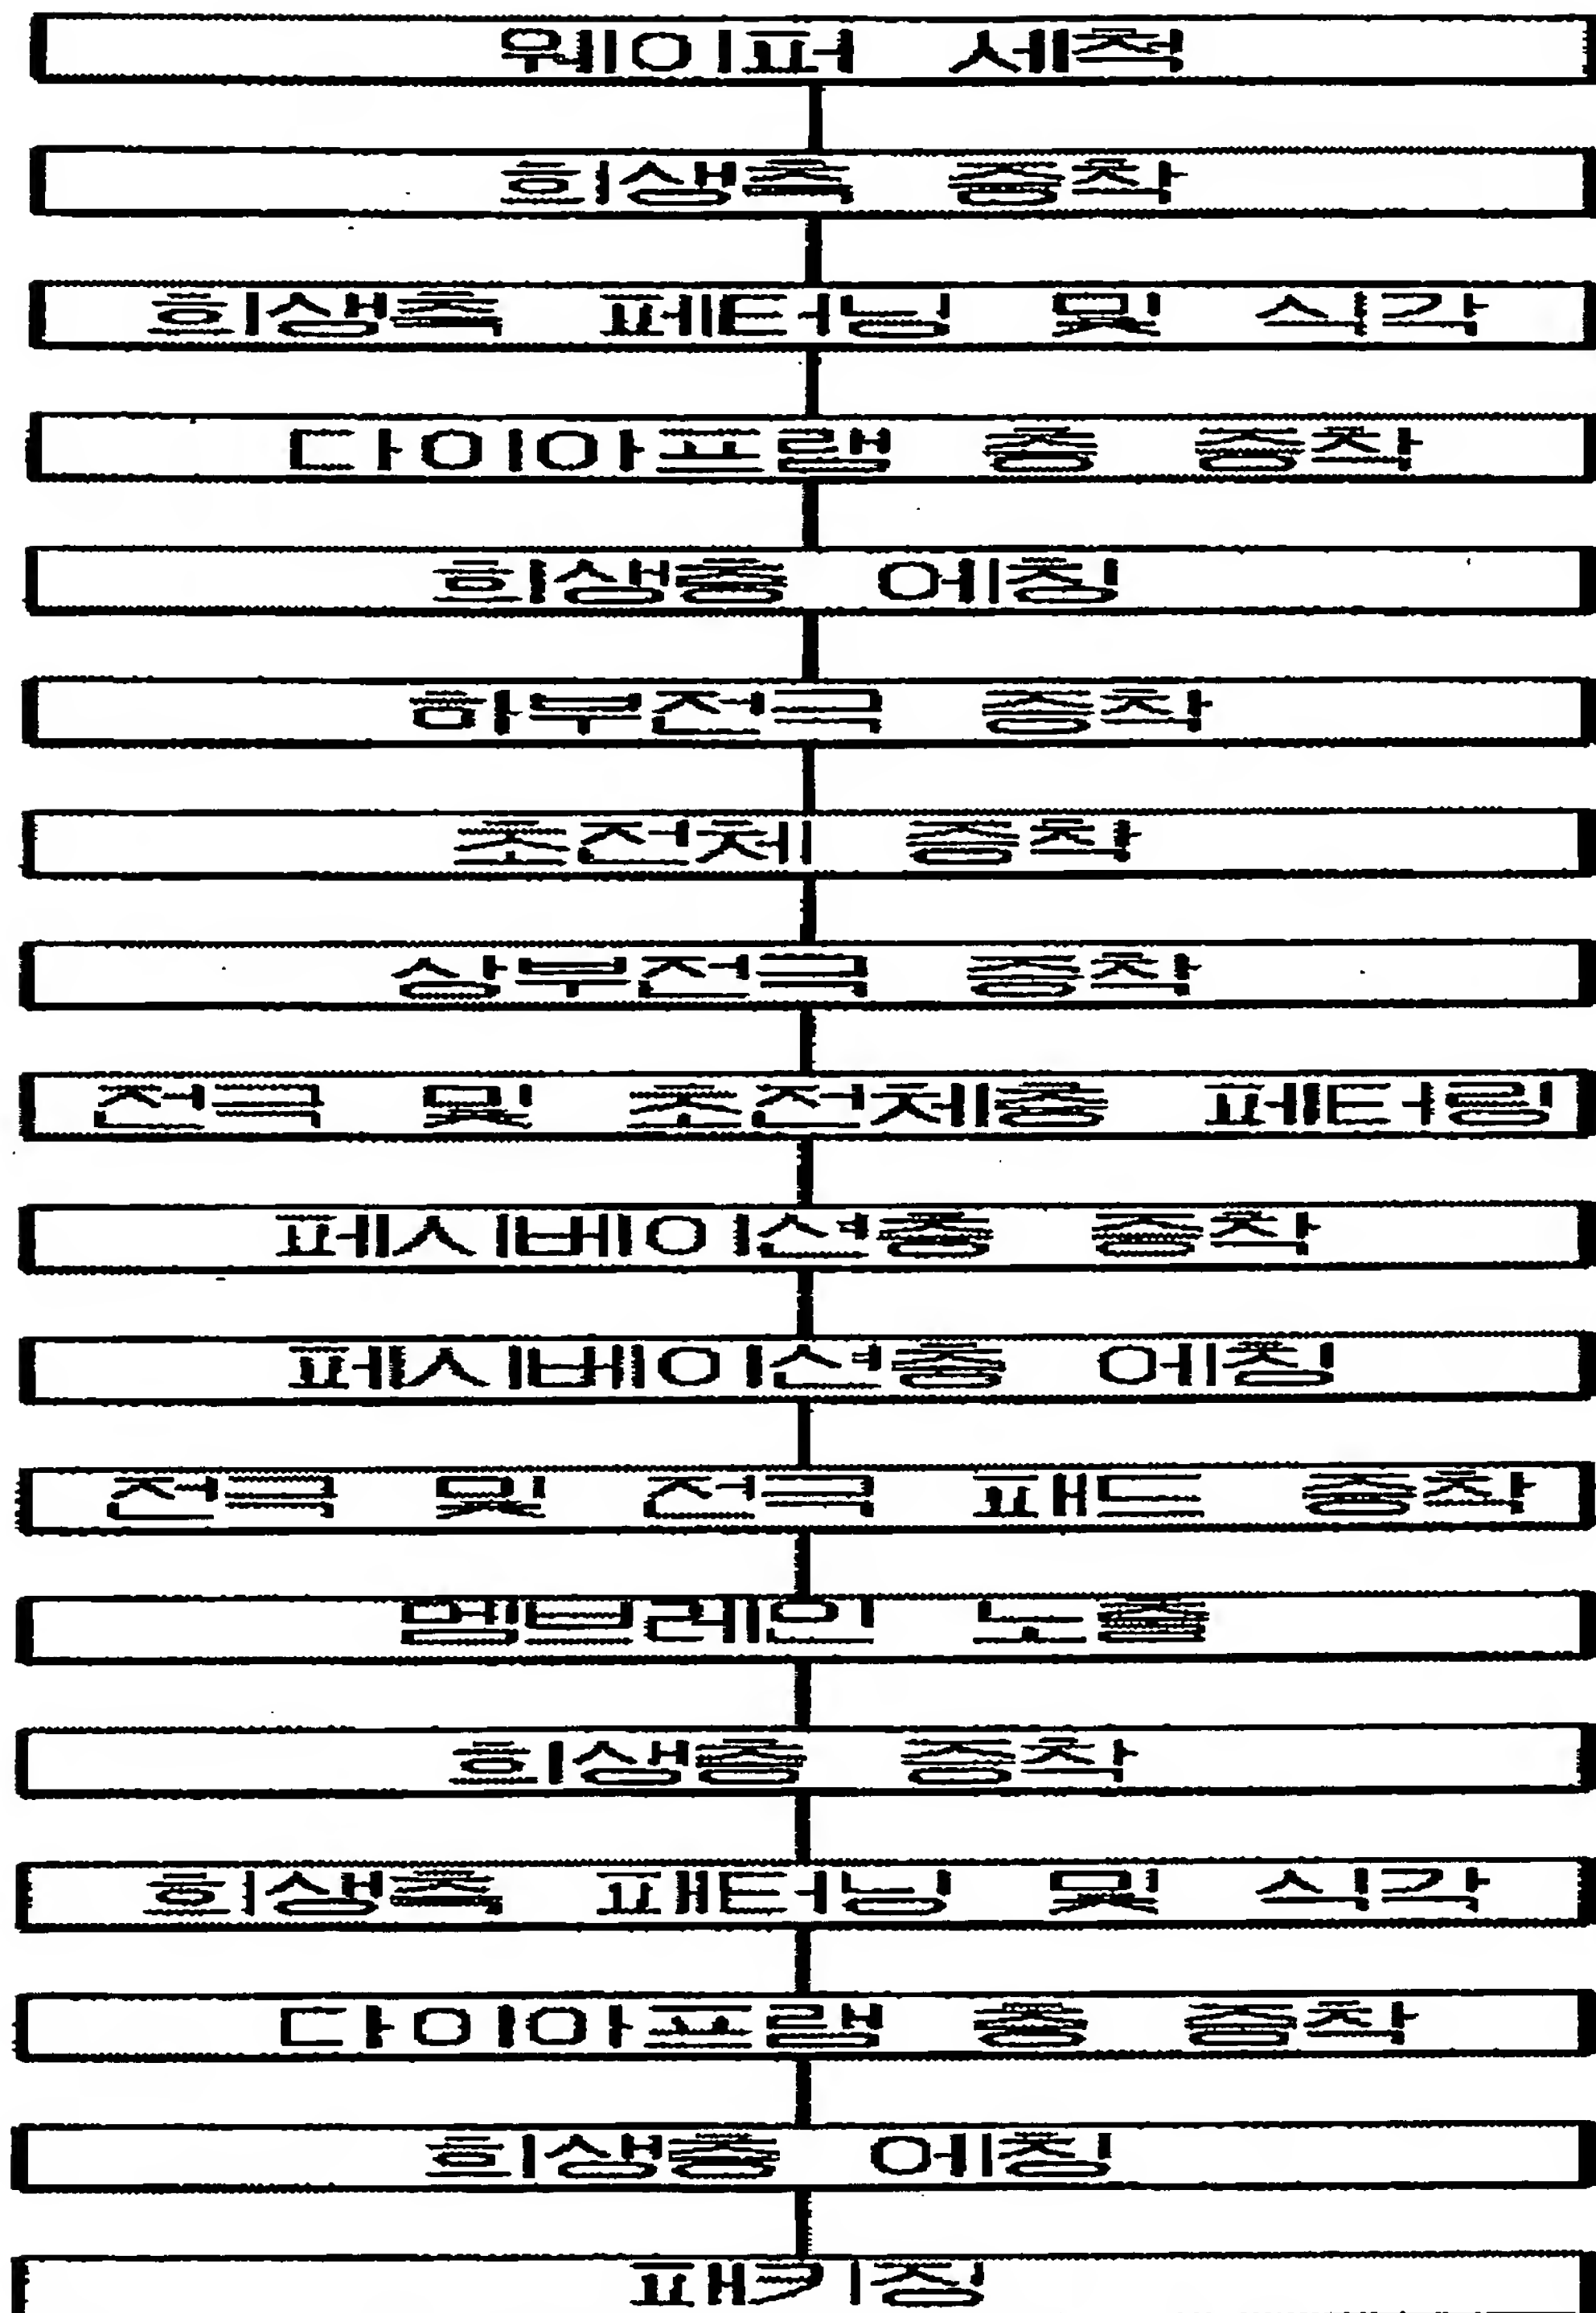 웨이퍼 세척
희생측 증착
희생측 페터닝 및 식각
다이아프램 층 증착
희생층 에칭
하부전극 증착
초전체 증착
상부전극 증착
전극 및 초전체층 페터링
페시베이션층 증착
페시베이션층 에칭
전극 및 전극 패드 증착
멤브레인 노출
희생층 증착
희생측 패터닝 및 식각
다이아프램 층 증착
희생층 에칭
패키징